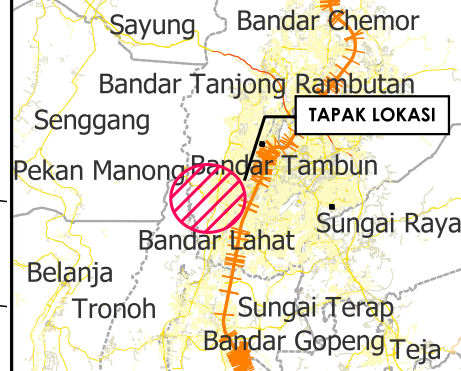 Sayung
Bandar Chemor
Bandar Tanjong Rambutan
TAPAK LOKASI
Senggang
Pekan Manong
Bandar Tambun
Sungai Raya
Bandar Lahat
Belanja
Tronoh
Sungai Terap
Bandar Gopeng
Teja